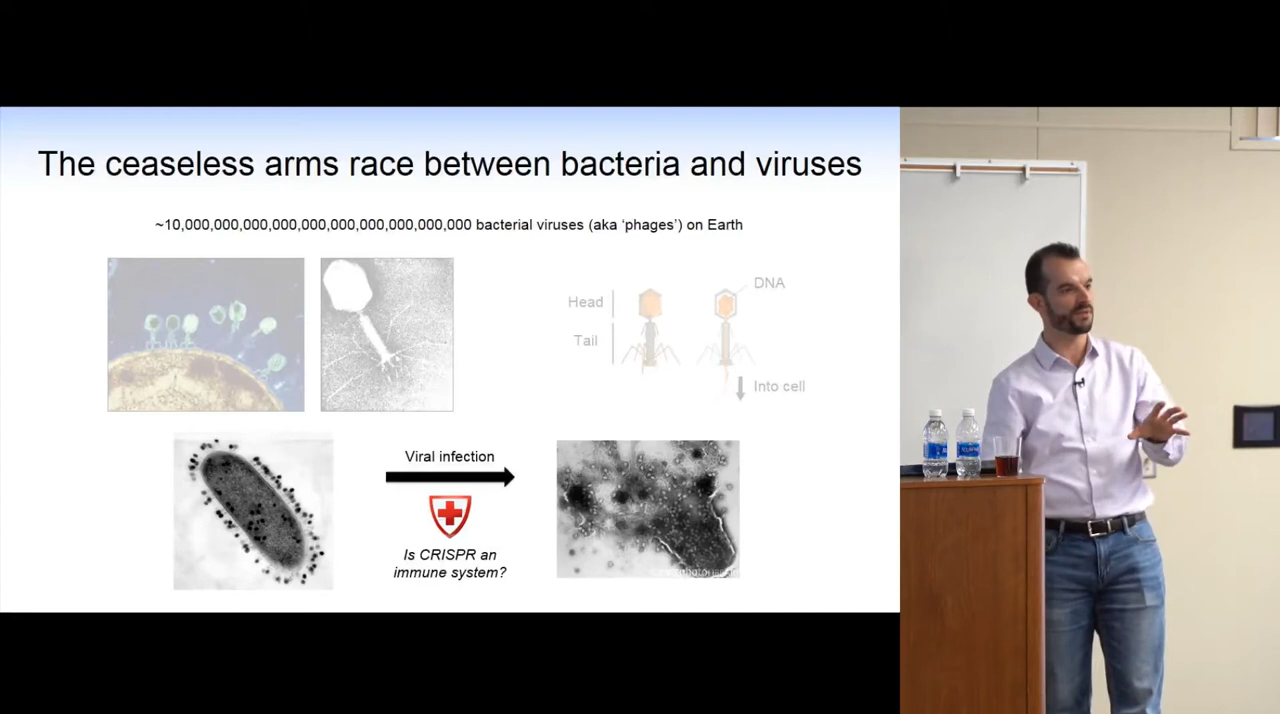 The ceaseless arms race between bacteria and viruses
~10,000,000,000,000,000,000,000,000,000,000 bacterial viruses (aka ‘phages’) on Earth
DNA
Head
Tail
Into cell
Viral infection
Is CRISPR an
immune system?